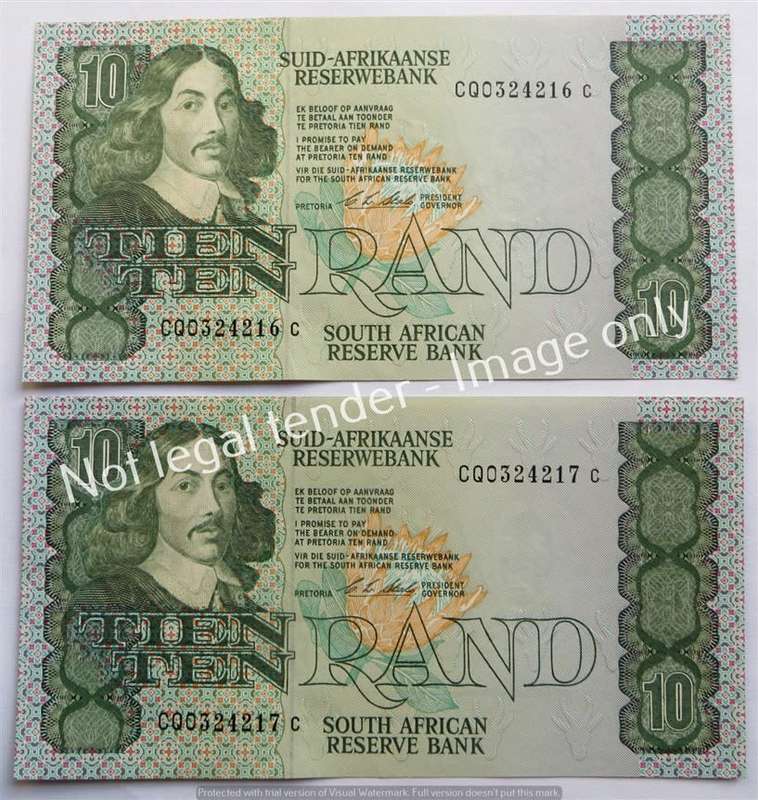 10
SUID-AFRIKAANSE
RESERWEBANK
CQ0324216 C
EK BELOOF OP AANVRAAG
TE BETAAL AAN TOONDER
TE PRETORIA TIEN RAND
I PROMISE TO PAY
THE BEARER ON DEMAND
AT PRETORIA TEN RAND
VIR DIE SUID-AFRIKAANSE RESERWEBANK
FOR THE SOUTH AFRICAN RESERVE BANK
PRETORIA
PRESIDENT
GOVERNOR
TIEN
TEN
RAND
10
CQ0324216 C
SOUTH AFRICAN
RESERVE BANK
Not legal tender - Image only
10
SUID-AFRIKAANSE
RESERWEBANK
CQ0324217 C
EK BELOOF OP AANVRAAG
TE BETAAL AAN TOONDER
TE PRETORIA TIEN RAND
I PROMISE TO PAY
THE BEARER ON DEMAND
AT PRETORIA TEN RAND
VIR DIE SUID-AFRIKAANSE RESERWEBANK
FOR THE SOUTH AFRICAN RESERVE BANK
PRETORIA
PRESIDENT
GOVERNOR
TIEN
TEN
RAND
10
CQ0324217 C
SOUTH AFRICAN
RESERVE BANK
Protected with trial version of Visual Watermark. Full version doesn't put this mark.